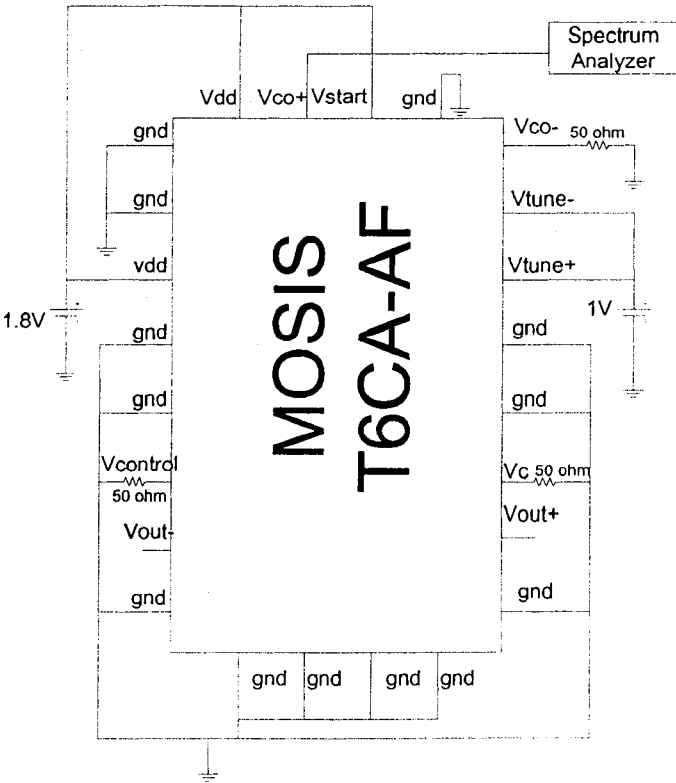 Spectrum
Analyzer
Vdd
Vco+
Vstart
gnd
gnd
Vco-
50 ohm
gnd
Vtune-
vdd
Vtune+
1.8V
1V
gnd
gnd
gnd
gnd
Vcontrol
50 ohm
Vc
50 ohm
Vout-
Vout+
gnd
gnd
gnd
gnd
gnd
gnd
MOSIS
T6CA-AF